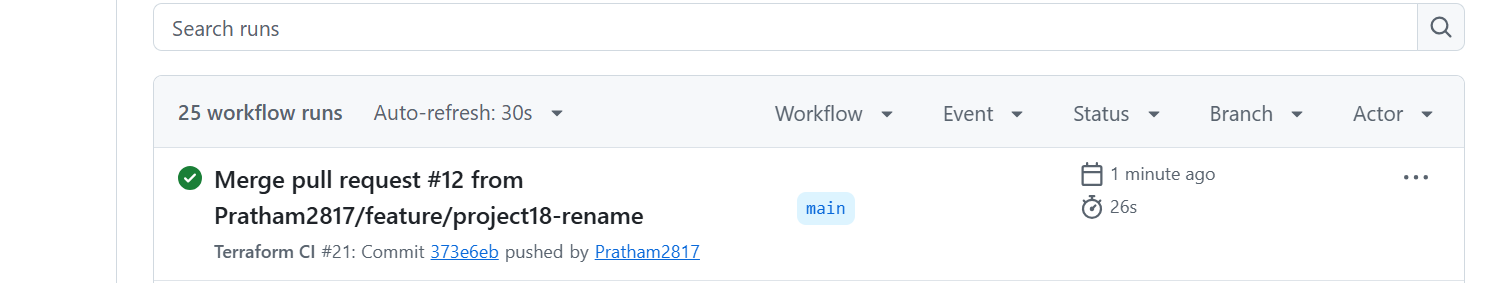 Search runs
25 workflow runs Auto-refresh: 30s Workflow Event Status Branch Actor
Merge pull request #12 from
Pratham2817/feature/project18-rename
Terraform CI #21: Commit 373e6eb pushed by Pratham2817
main
1 minute ago
26s